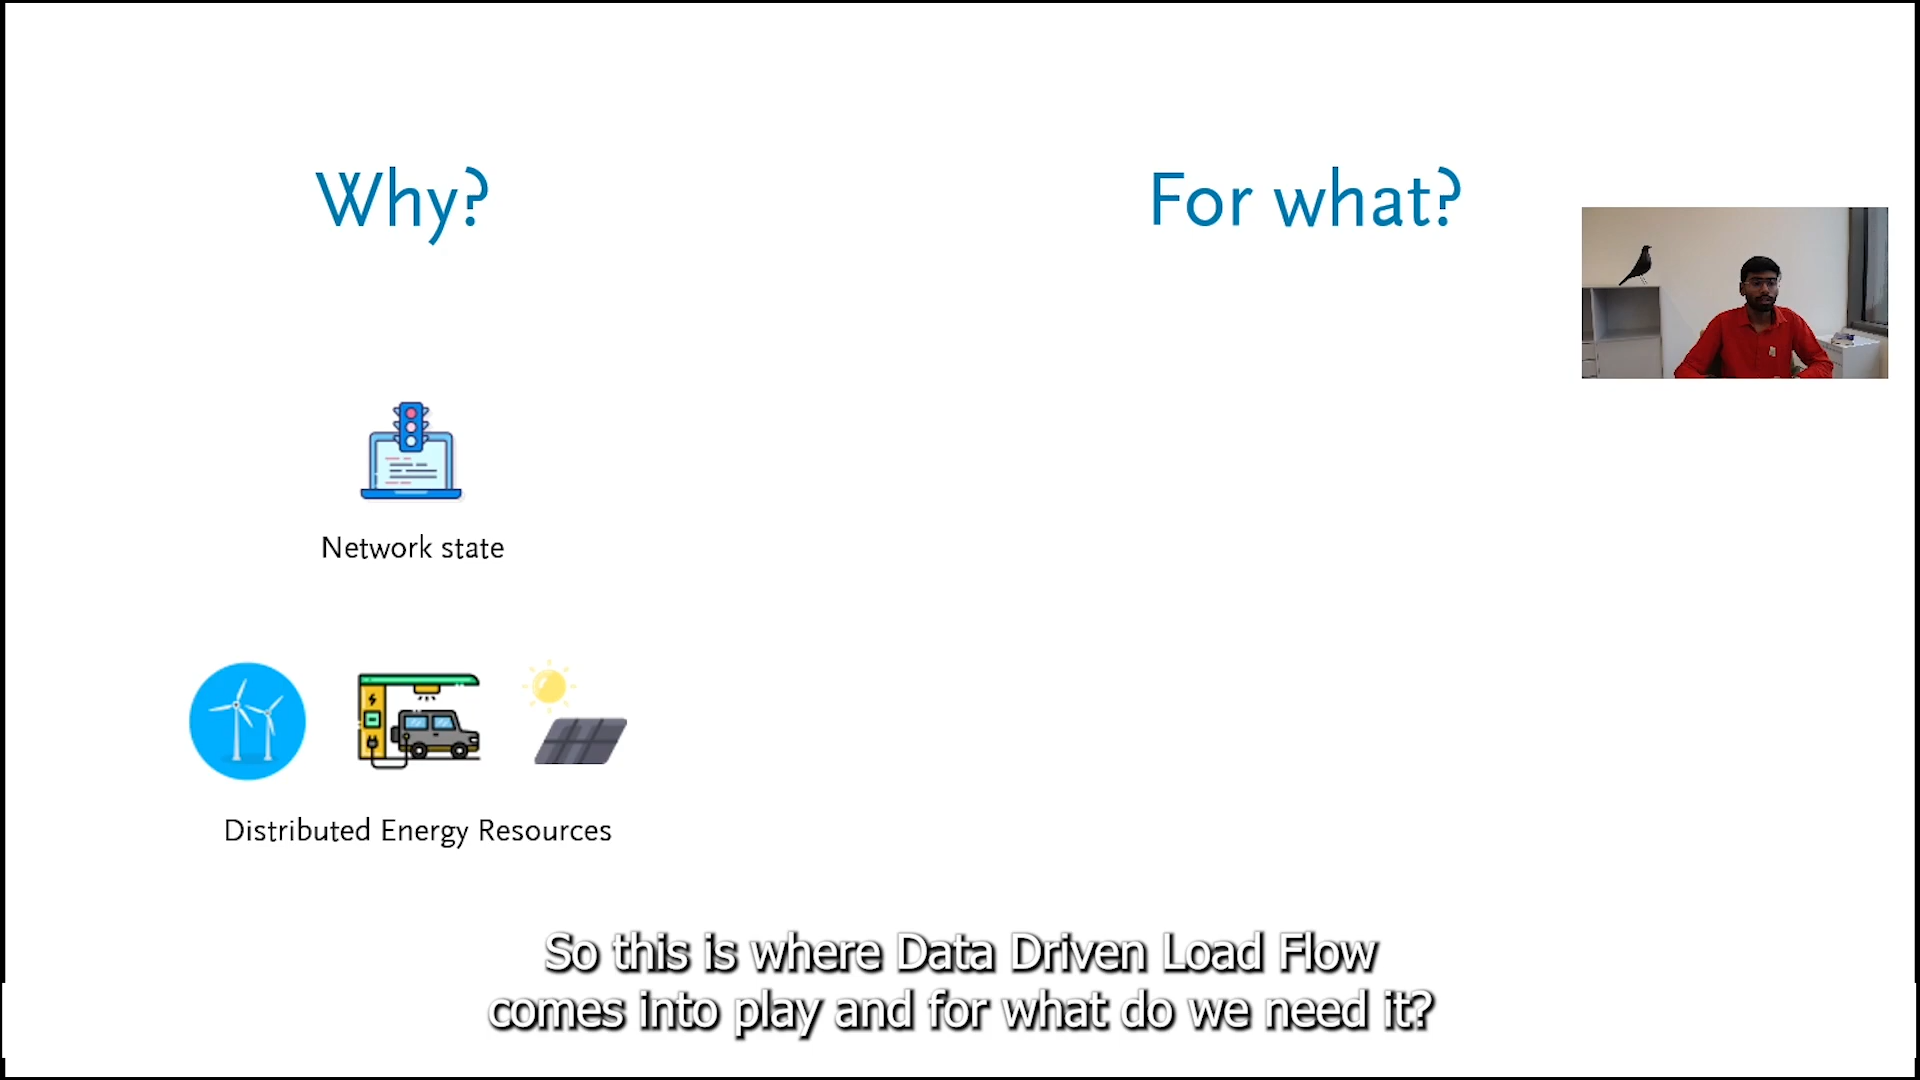 Why?
For what?
Network state
Distributed Energy Resources
So this is where Data Driven Load Flow
comes into play and for what do we need it?